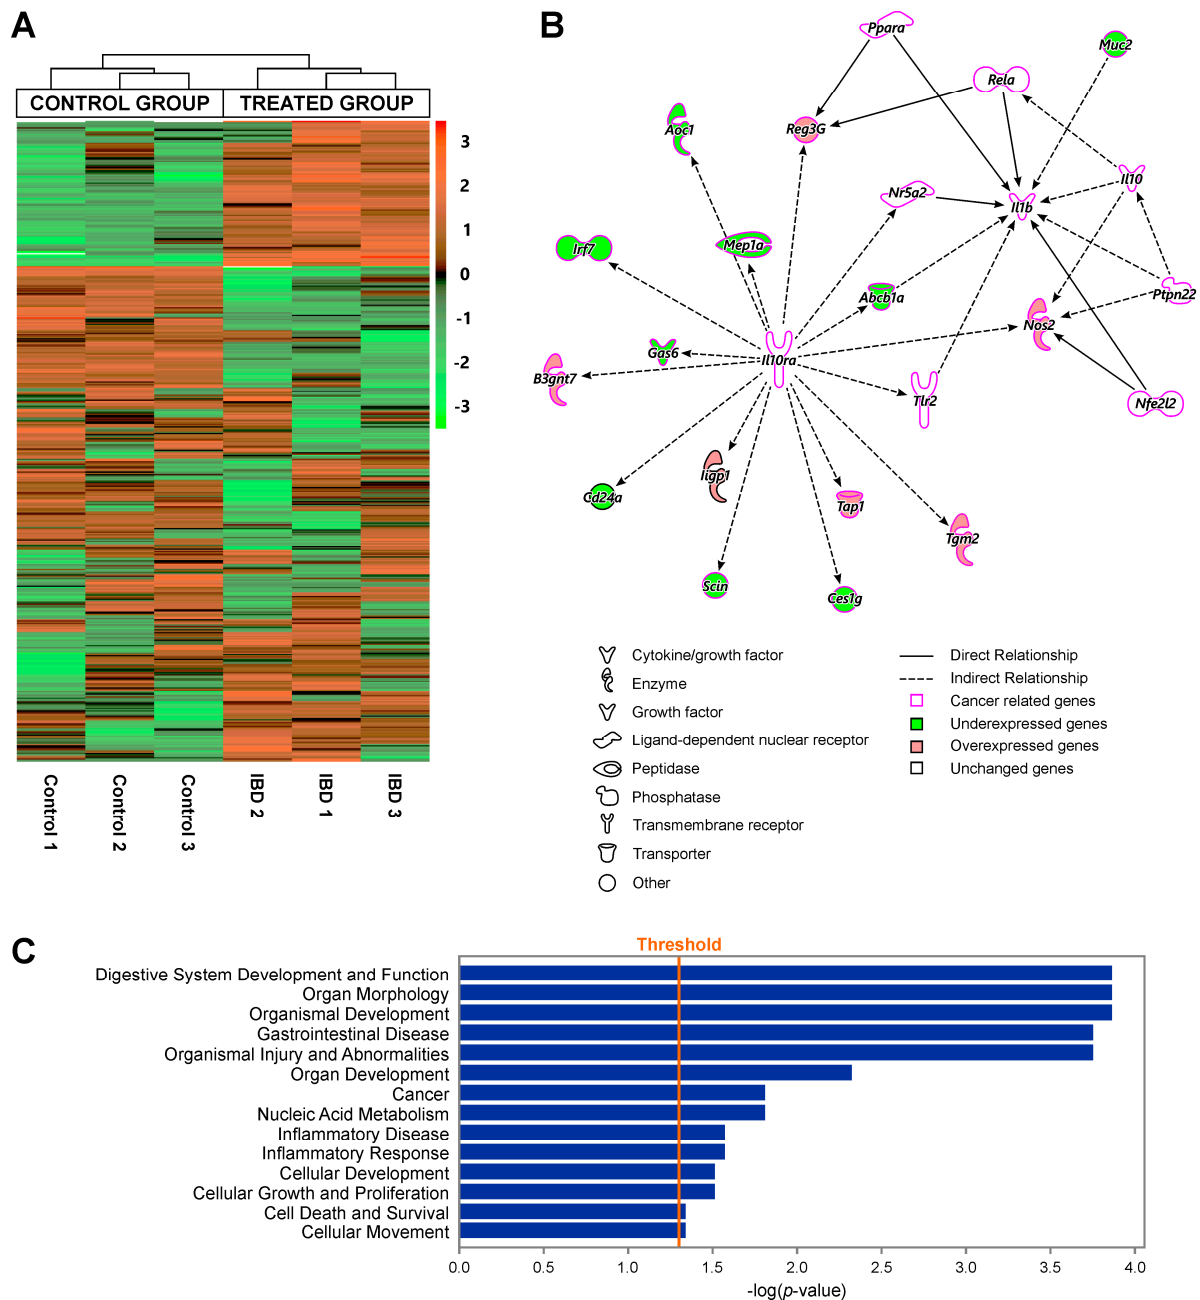 A
CONTROL GROUP
TREATED GROUP
3
2
1
0
-1
-2
-3
Control 1
Control 2
Control 3
IBD 2
IBD 1
IBD 3
B
Ppara
Muc2
Rela
Aoc1
Reg3G
Il10
Nr5a2
Il1b
Irf7
Mep1a
Abcb1a
Ptpn22
Nos2
Gas6
Il10ra
B3gnt7
Tlr2
Nfe2l2
Iigp1
Cd24a
Tap1
Tgm2
Scin
Ces1g
Cytokine/growth factor
Enzyme
Growth factor
Ligand-dependent nuclear receptor
Peptidase
Phosphatase
Transmembrane receptor
Transporter
Other
Direct Relationship
Indirect Relationship
Cancer related genes
Underexpressed genes
Overexpressed genes
Unchanged genes
C
Threshold
Digestive System Development and Function
Organ Morphology
Organismal Development
Gastrointestinal Disease
Organismal Injury and Abnormalities
Organ Development
Cancer
Nucleic Acid Metabolism
Inflammatory Disease
Inflammatory Response
Cellular Development
Cellular Growth and Proliferation
Cell Death and Survival
Cellular Movement
0.0 0.5 1.0 1.5 2.0 2.5 3.0 3.5 4.0
-log(p-value)